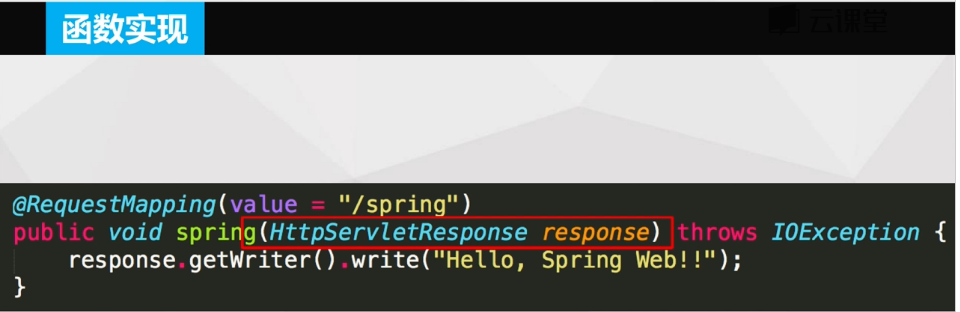 函数实现
云课堂
@RequestMapping(value = "/spring")
public void spring(HttpServletResponse response) throws IOException {
    response.getWriter().write("Hello, Spring Web!!");
}